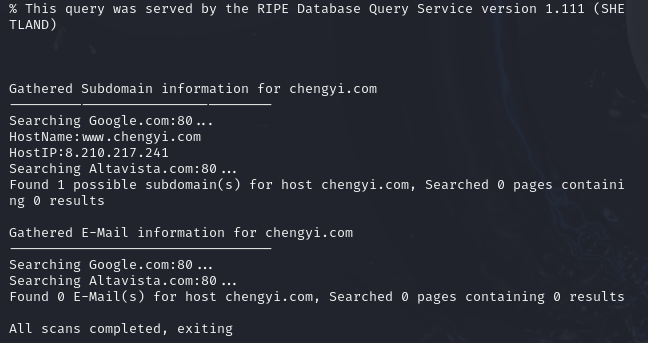 % This query was served by the RIPE Database Query Service version 1.111 (SHE
TLAND)
Gathered Subdomain information for chengyi.com
---------------------------------
Searching Google.com:80...
HostName:www.chengyi.com
HostIP:8.210.217.241
Searching Altavista.com:80...
Found 1 possible subdomain(s) for host chengyi.com, Searched 0 pages containi
ng 0 results
Gathered E-Mail information for chengyi.com
---------------------------------
Searching Google.com:80...
Searching Altavista.com:80...
Found 0 E-Mail(s) for host chengyi.com, Searched 0 pages containing 0 results
All scans completed, exiting